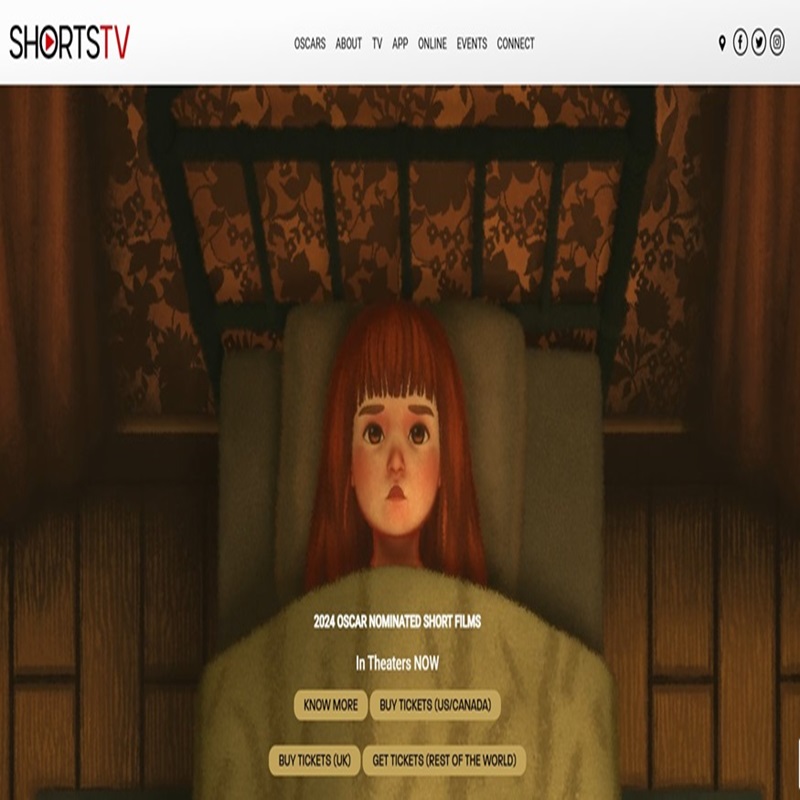 SHORTSTV
OSCARS ABOUT TV APP ONLINE EVENTS CONNECT
2024 OSCAR NOMINATED SHORT FILMS
In Theaters NOW
KNOW MORE BUY TICKETS (US/CANADA)
BUY TICKETS (UK) GET TICKETS (REST OF THE WORLD)